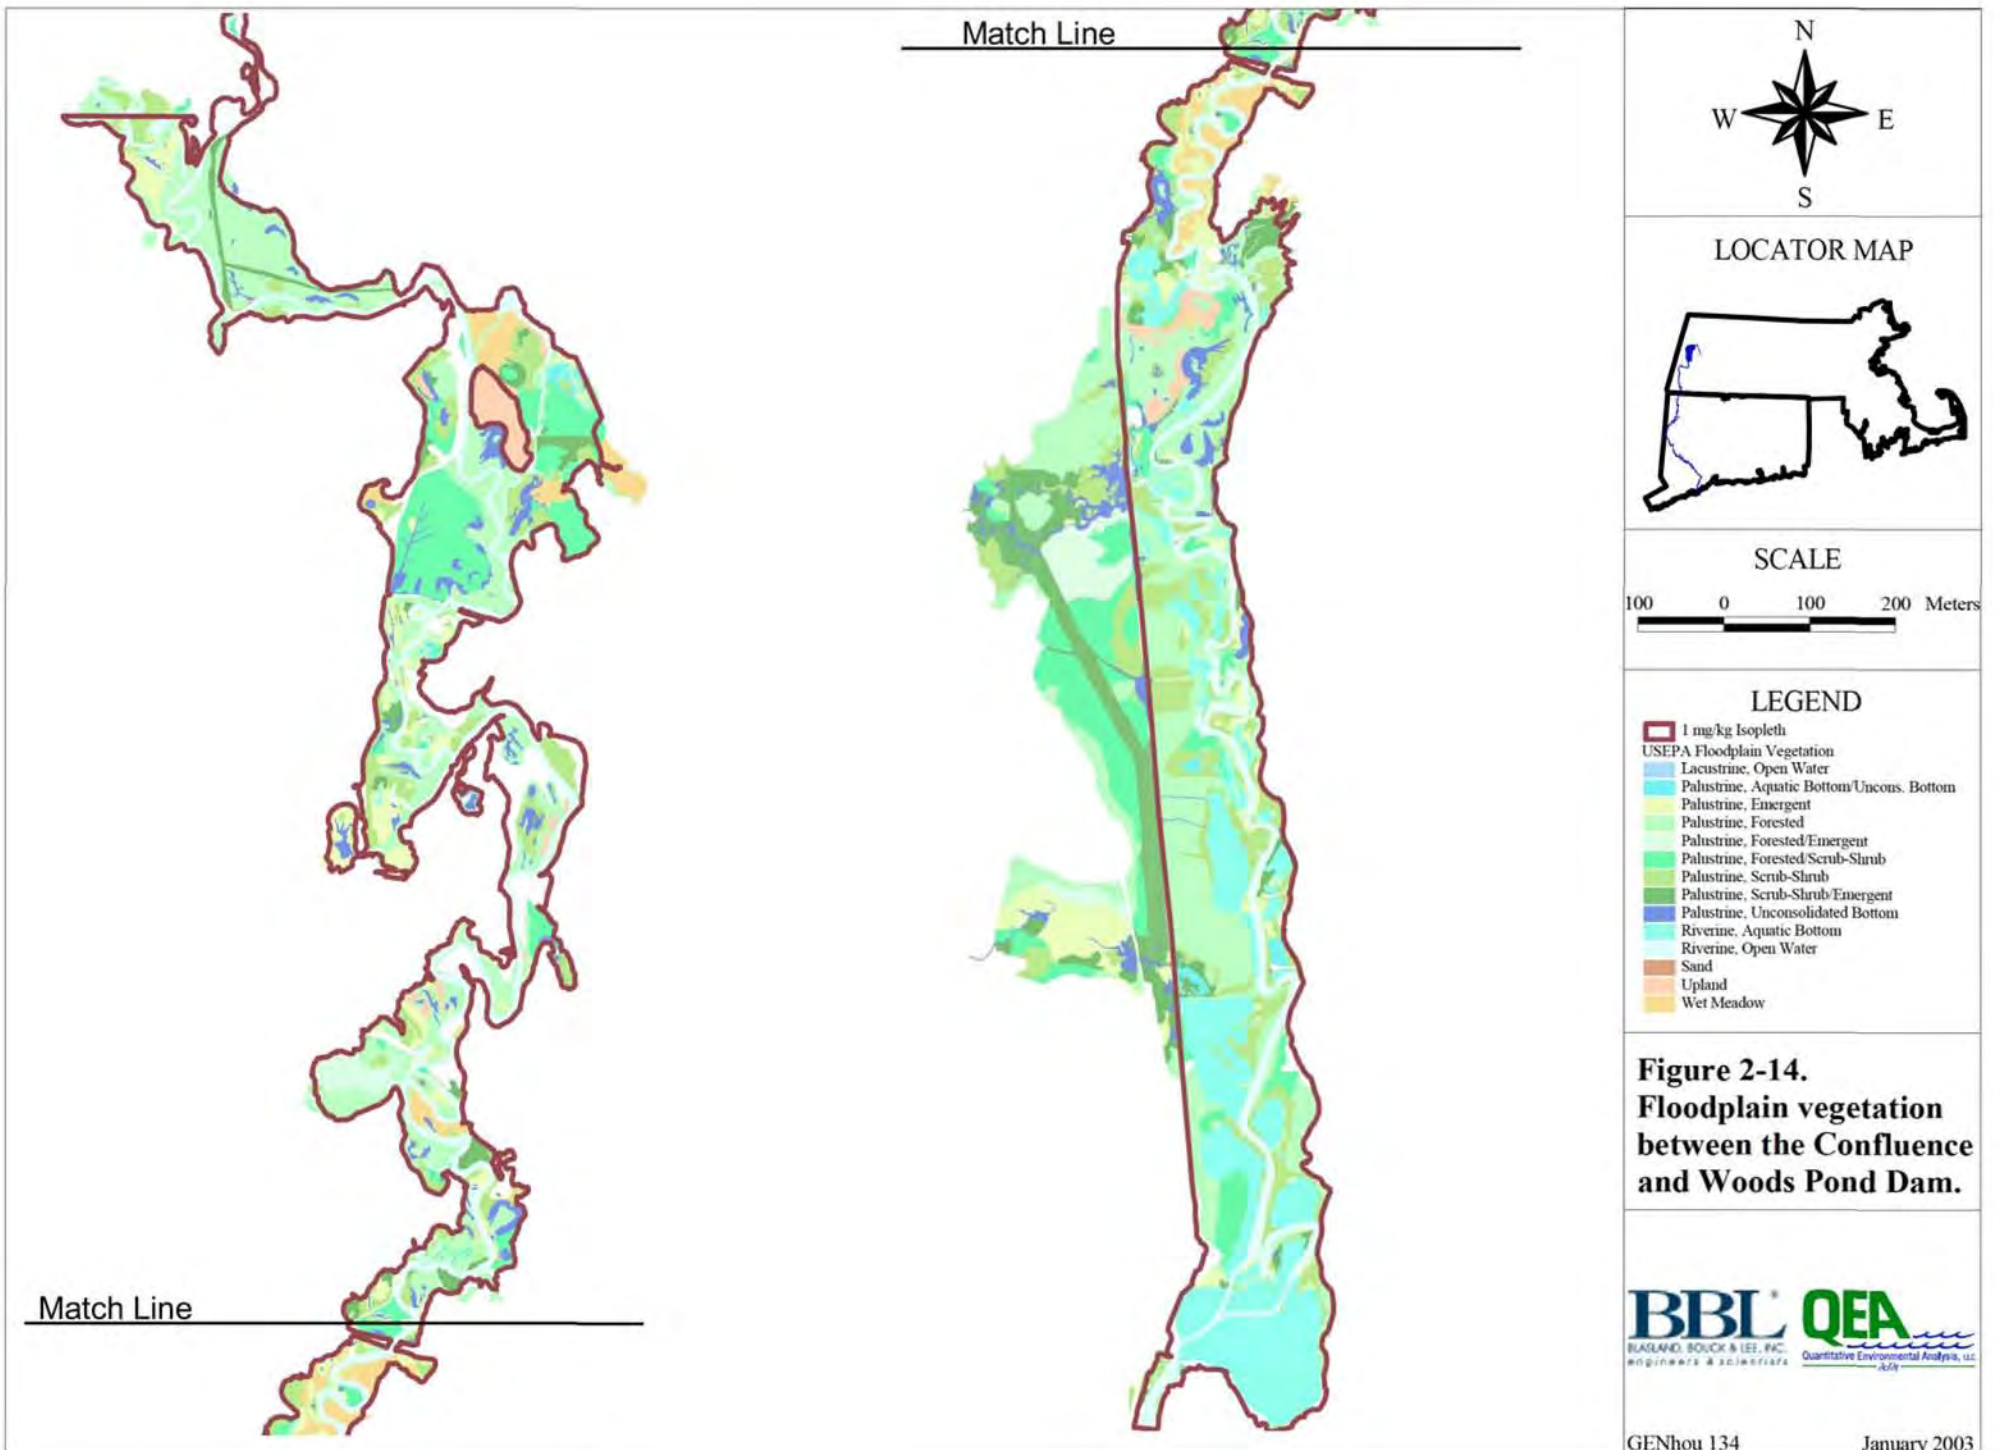 Match Line
Match Line
N
W E
S
LOCATOR MAP
SCALE
100 0 100 200 Meters
LEGEND
1 mg/kg Isopleth
USEPA Floodplain Vegetation
Lacustrine, Open Water
Palustrine, Aquatic Bottom/Uncons. Bottom
Palustrine, Emergent
Palustrine, Forested
Palustrine, Forested/Emergent
Palustrine, Forested/Scrub-Shrub
Palustrine, Scrub-Shrub
Palustrine, Scrub-Shrub/Emergent
Palustrine, Unconsolidated Bottom
Riverine, Aquatic Bottom
Riverine, Open Water
Sand
Upland
Wet Meadow
Figure 2-14.
Floodplain vegetation
between the Confluence
and Woods Pond Dam.
BBL®
BLASLAND, BOUCK & LEE, INC.
engineers & scientists
QEA
Quantitative Environmental Analysis, LLC
GENhou 134 January 2003